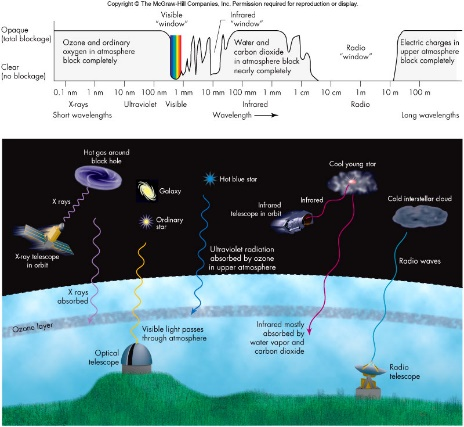 Copyright © The McGraw-Hill Companies, Inc. Permission required for reproduction or display.
Visible
"window"
Infrared
"window"
Opaque
(total blockage)
Ozone and ordinary
oxygen in atmosphere
block completely
Water and
carbon dioxide
in atmosphere block
nearly completely
Radio
"window"
Electric charges in
upper atmosphere
block completely
Clear
(no blockage)
0.1 nm 1 nm 10 nm 100 nm 1 mm 10 mm 100 mm 1 mm 1 cm 10 cm 1 m 10 m 100 m
X-rays Ultraviolet Visible Infrared Radio
Short wavelengths Wavelength Long wavelengths
Hot gas around
black hole
X rays
Galaxy
Ordinary
star
Hot blue star
Cool young star
Infrared
Infrared
telescope in orbit
Cold interstellar cloud
X-ray telescope
in orbit
Ultraviolet radiation
absorbed by ozone
in upper atmosphere
Radio waves
X rays
absorbed
Ozone layer
Visible light passes
through atmosphere
Infrared mostly
absorbed by
water vapor and
carbon dioxide
Optical
telescope
Radio
telescope